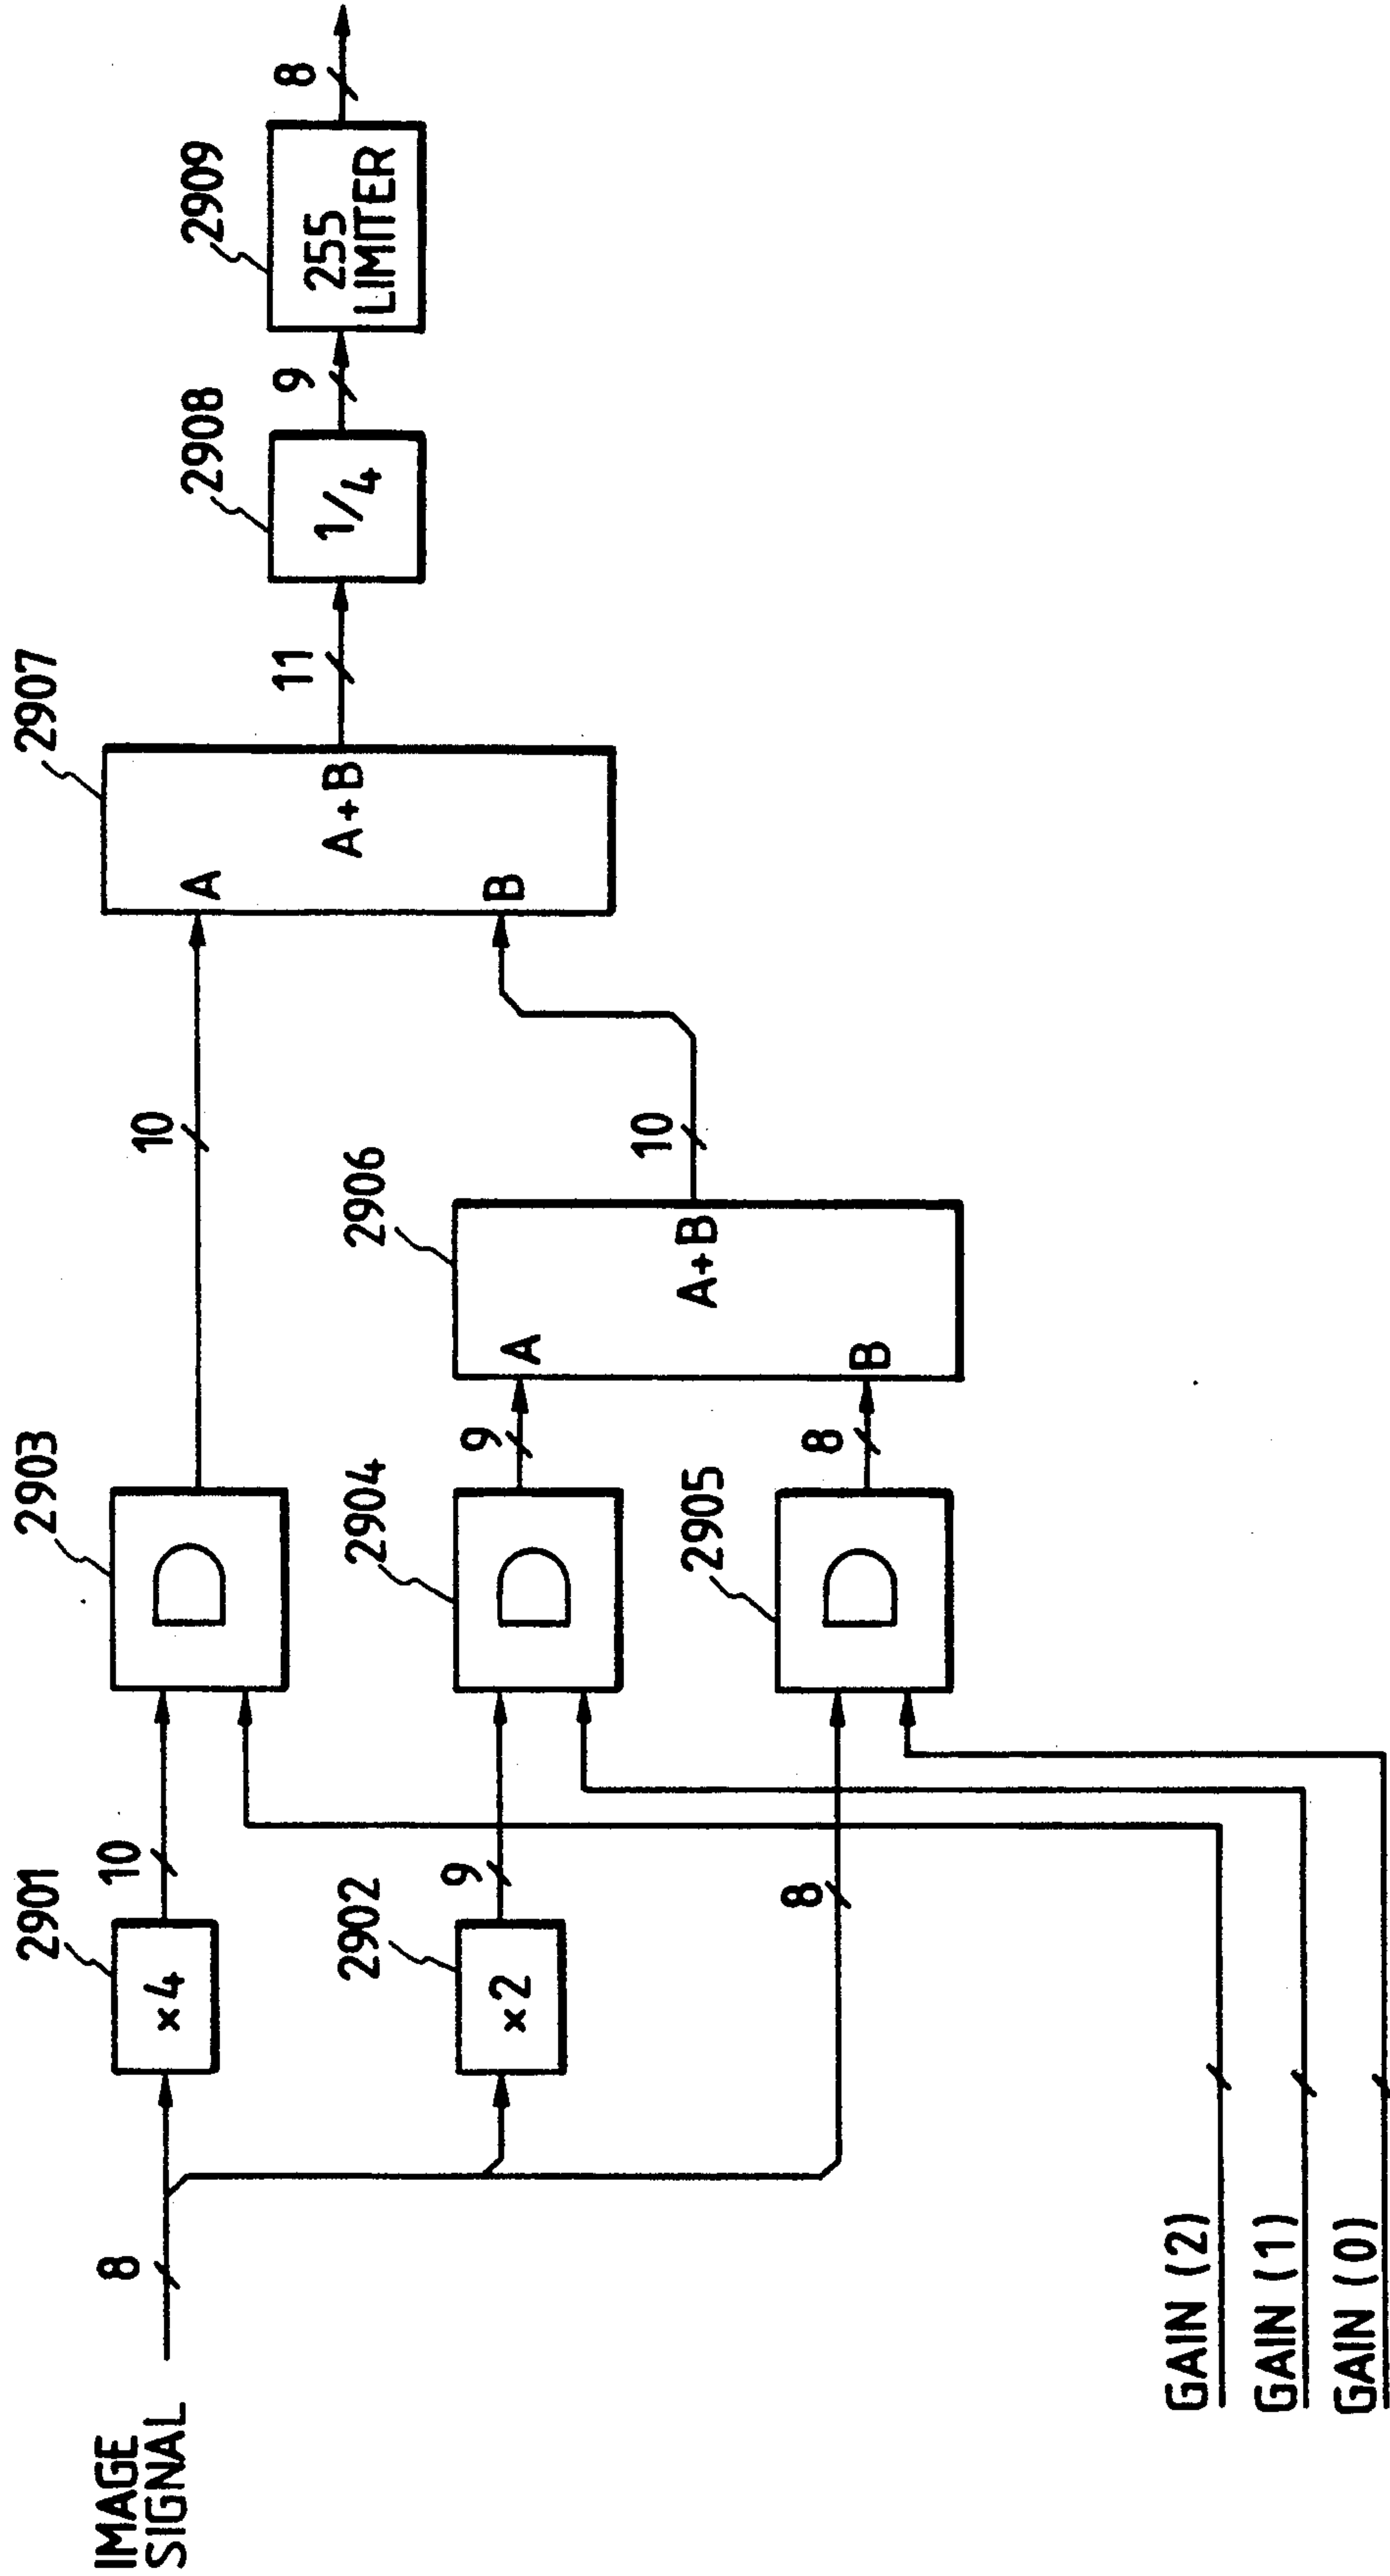 IMAGE
SIGNAL
8
2901
×4
10
2903
10
2907
A
A+B
B
11
2908
1/4
9
2909
255
LIMITER
8
2902
×2
9
2904
9
2906
A
A+B
B
10
8
2905
8
GAIN (2)
GAIN (1)
GAIN (0)